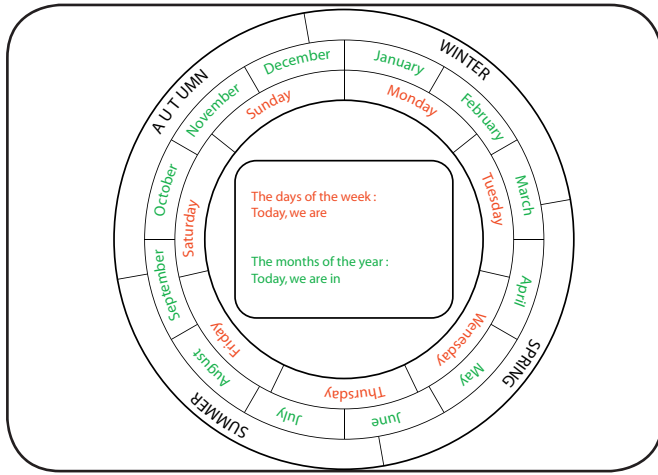 WINTER
SPRING
SUMMER
AUTUMN
January
February
March
April
May
June
July
August
September
October
November
December
Monday
Tuesday
Wenesday
Thursday
Friday
Saturday
Sunday
The days of the week :
Today, we are
The months of the year :
Today, we are in